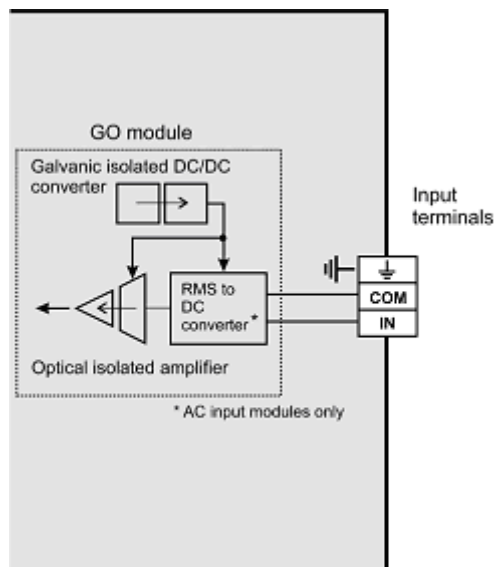 GO module
Galvanic isolated DC/DC
converter
Input
terminals
RMS to
DC
converter*
COM
IN
Optical isolated amplifier
* AC input modules only